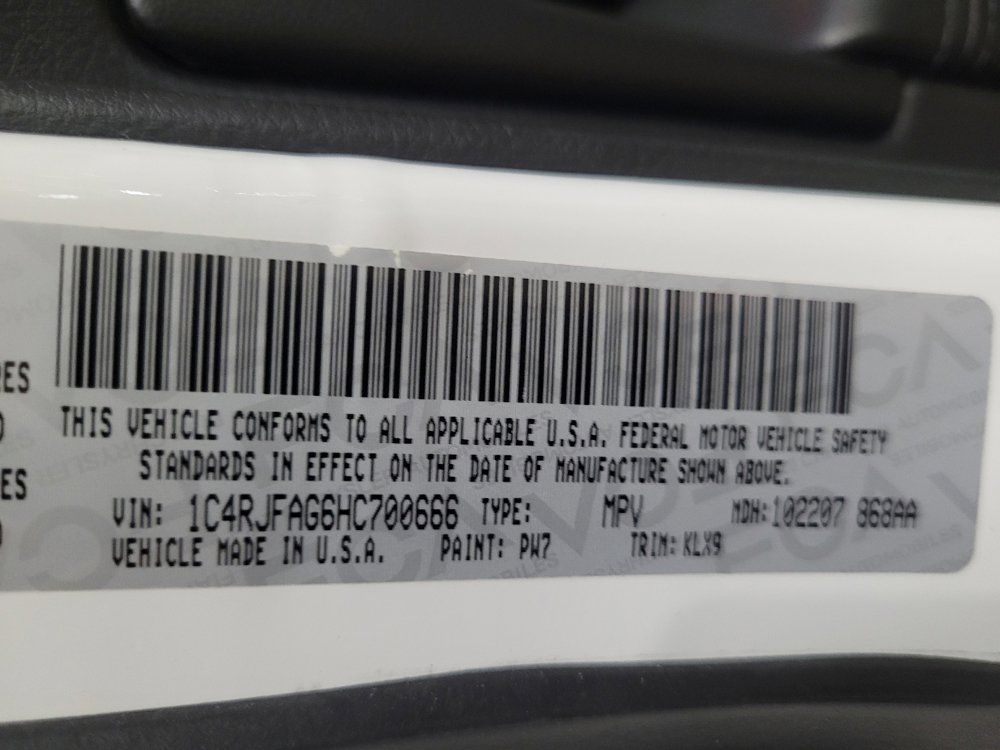 RES
THIS VEHICLE CONFORMS TO ALL APPLICABLE U.S.A. FEDERAL MOTOR VEHICLE SAFETY
STANDARDS IN EFFECT ON THE DATE OF MANUFACTURE SHOWN ABOVE.
ES
VIN: 1C4RJFAG6HC700666 TYPE: MPV MDH: 102207 868AA
VEHICLE MADE IN U.S.A. PAINT: PW7 TRIM: KLX9